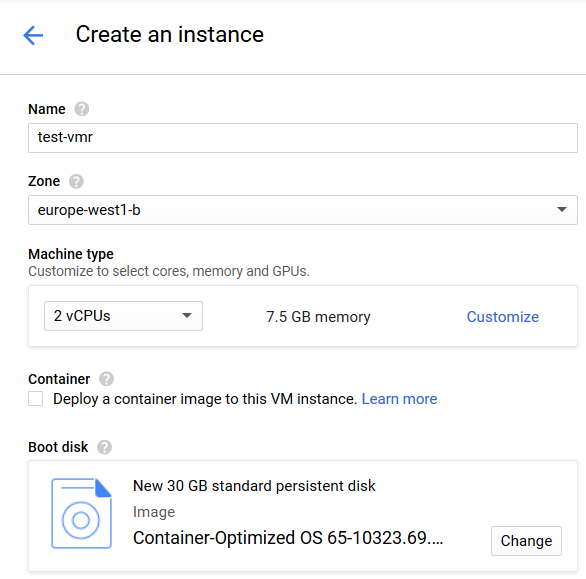 Create an instance
Name ?
test-vmr
Zone ?
europe-west1-b
Machine type
Customize to select cores, memory and GPUs.
2 vCPUs 7.5 GB memory Customize
Container ?
Deploy a container image to this VM instance. Learn more
Boot disk ?
New 30 GB standard persistent disk
Image
Container-Optimized OS 65-10323.69....
Change